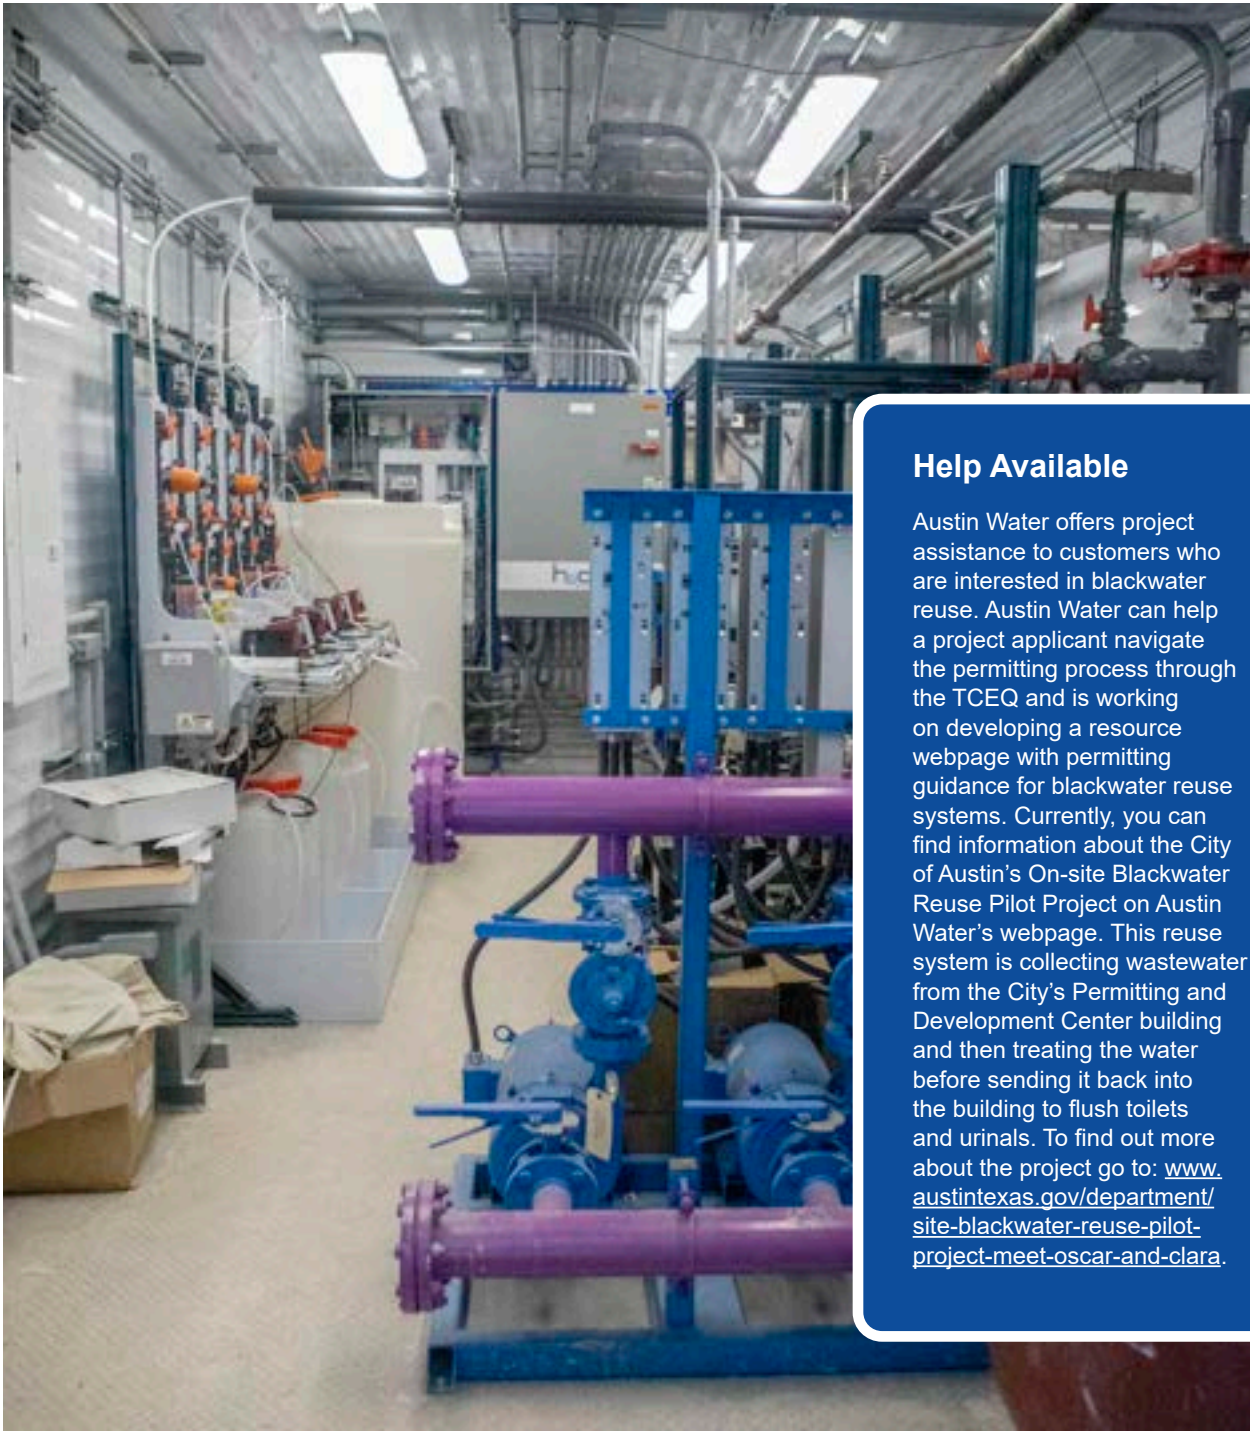 Help Available
Austin Water offers project
assistance to customers who
are interested in blackwater
reuse. Austin Water can help
a project applicant navigate
the permitting process through
the TCEQ and is working
on developing a resource
webpage with permitting
guidance for blackwater reuse
systems. Currently, you can
find information about the City
of Austin’s On-site Blackwater
Reuse Pilot Project on Austin
Water’s webpage. This reuse
system is collecting wastewater
from the City’s Permitting and
Development Center building
and then treating the water
before sending it back into
the building to flush toilets
and urinals. To find out more
about the project go to: www.
austintexas.gov/department/
site-blackwater-reuse-pilot-
project-meet-oscar-and-clara.